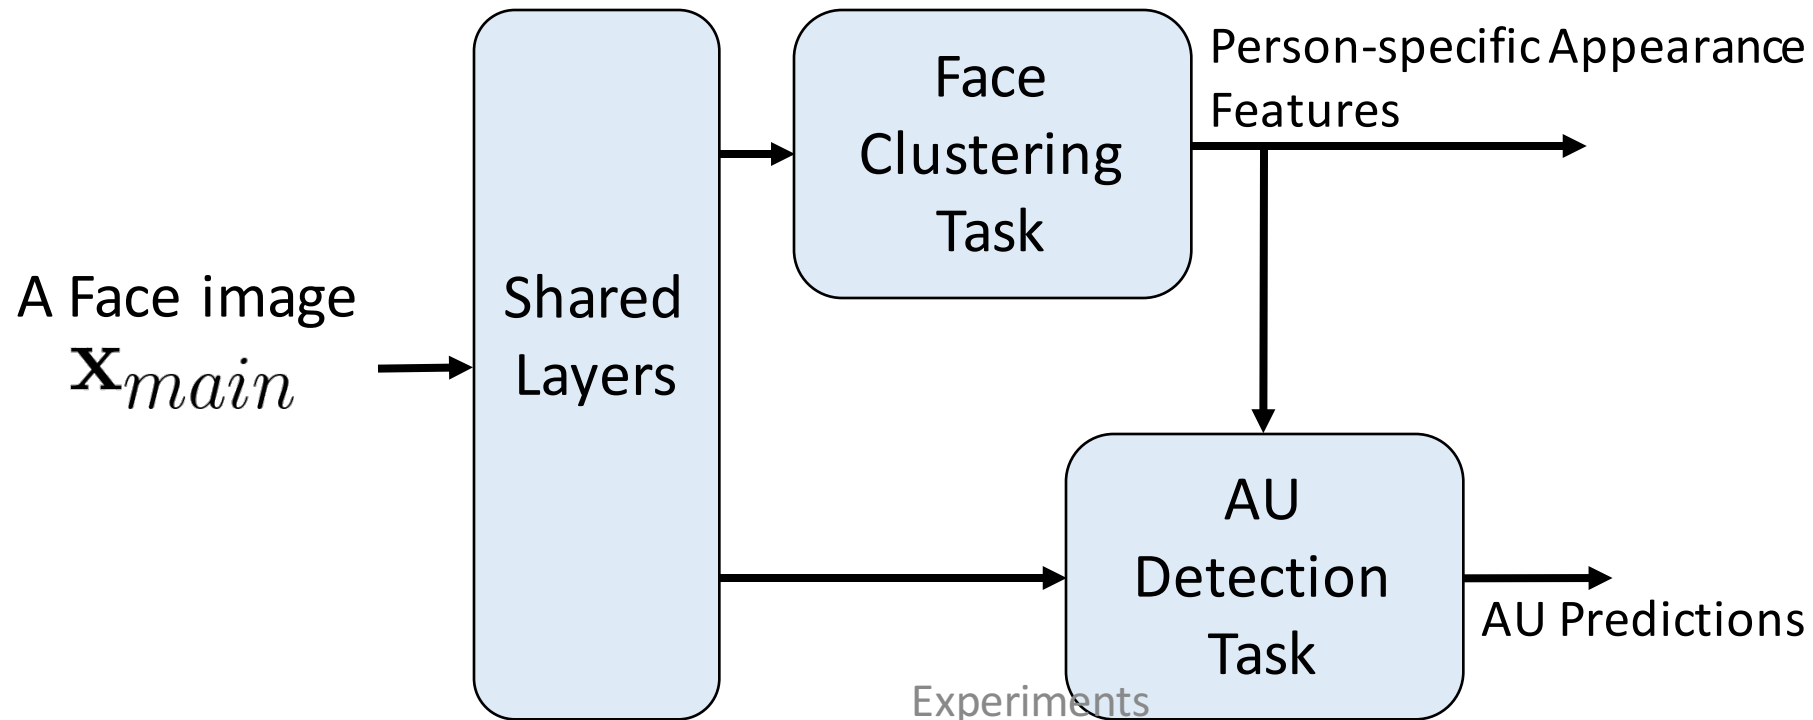 A Face image
x_main
Shared
Layers
Face
Clustering
Task
Person-specific Appearance
Features
AU
Detection
Task
AU Predictions
Experiments